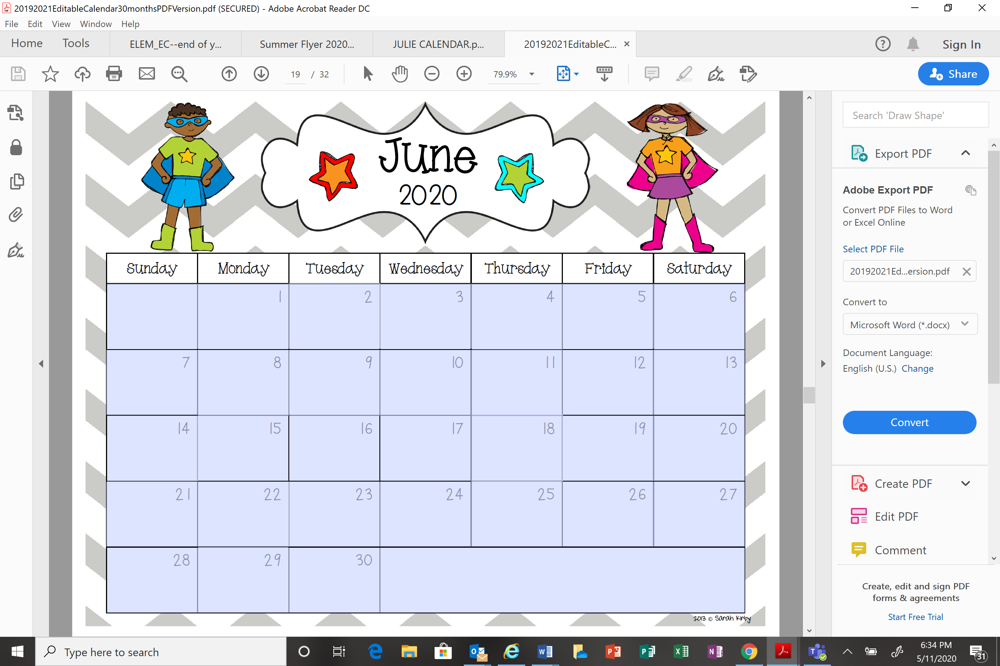 20192021EditableCalendar30monthsPDFVersion.pdf (SECURED) - Adobe Acrobat Reader DC
File Edit View Window Help
Home Tools ELEM_EC--end of y... Summer Flyer 2020... JULIE CALENDAR.p... 20192021EditableC... Sign In
19 / 32 79.9% Share
June
2020
Sunday Monday Tuesday Wednesday Thursday Friday Saturday
1 2 3 4 5 6
7 8 9 10 11 12 13
14 15 16 17 18 19 20
21 22 23 24 25 26 27
28 29 30
2013 © Sarah Kirby
Search 'Draw Shape'
Export PDF
Adobe Export PDF
Convert PDF Files to Word
or Excel Online
Select PDF File
20192021Ed...ersion.pdf
Convert to
Microsoft Word (*.docx)
Document Language:
English (U.S.) Change
Convert
Create PDF
Edit PDF
Comment
Create, edit and sign PDF
forms & agreements
Start Free Trial
Type here to search
6:34 PM
5/11/2020
31